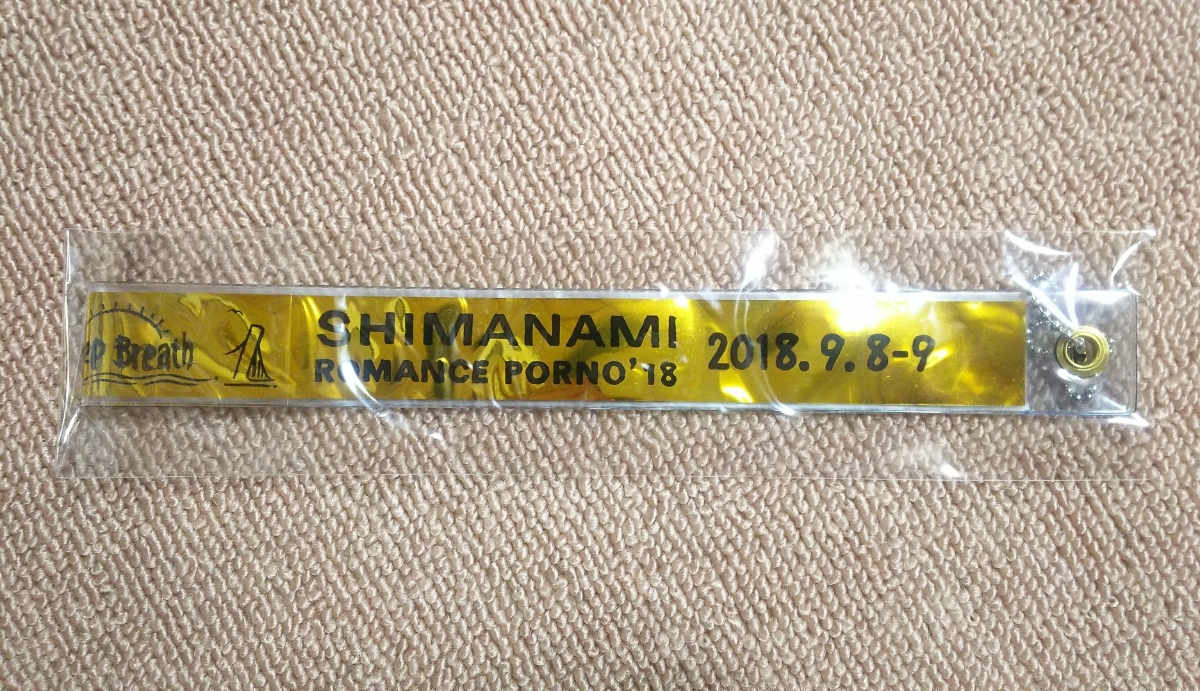 Breath
SHIMANAMI
ROMANCE PORNO'18
2018.9.8-9